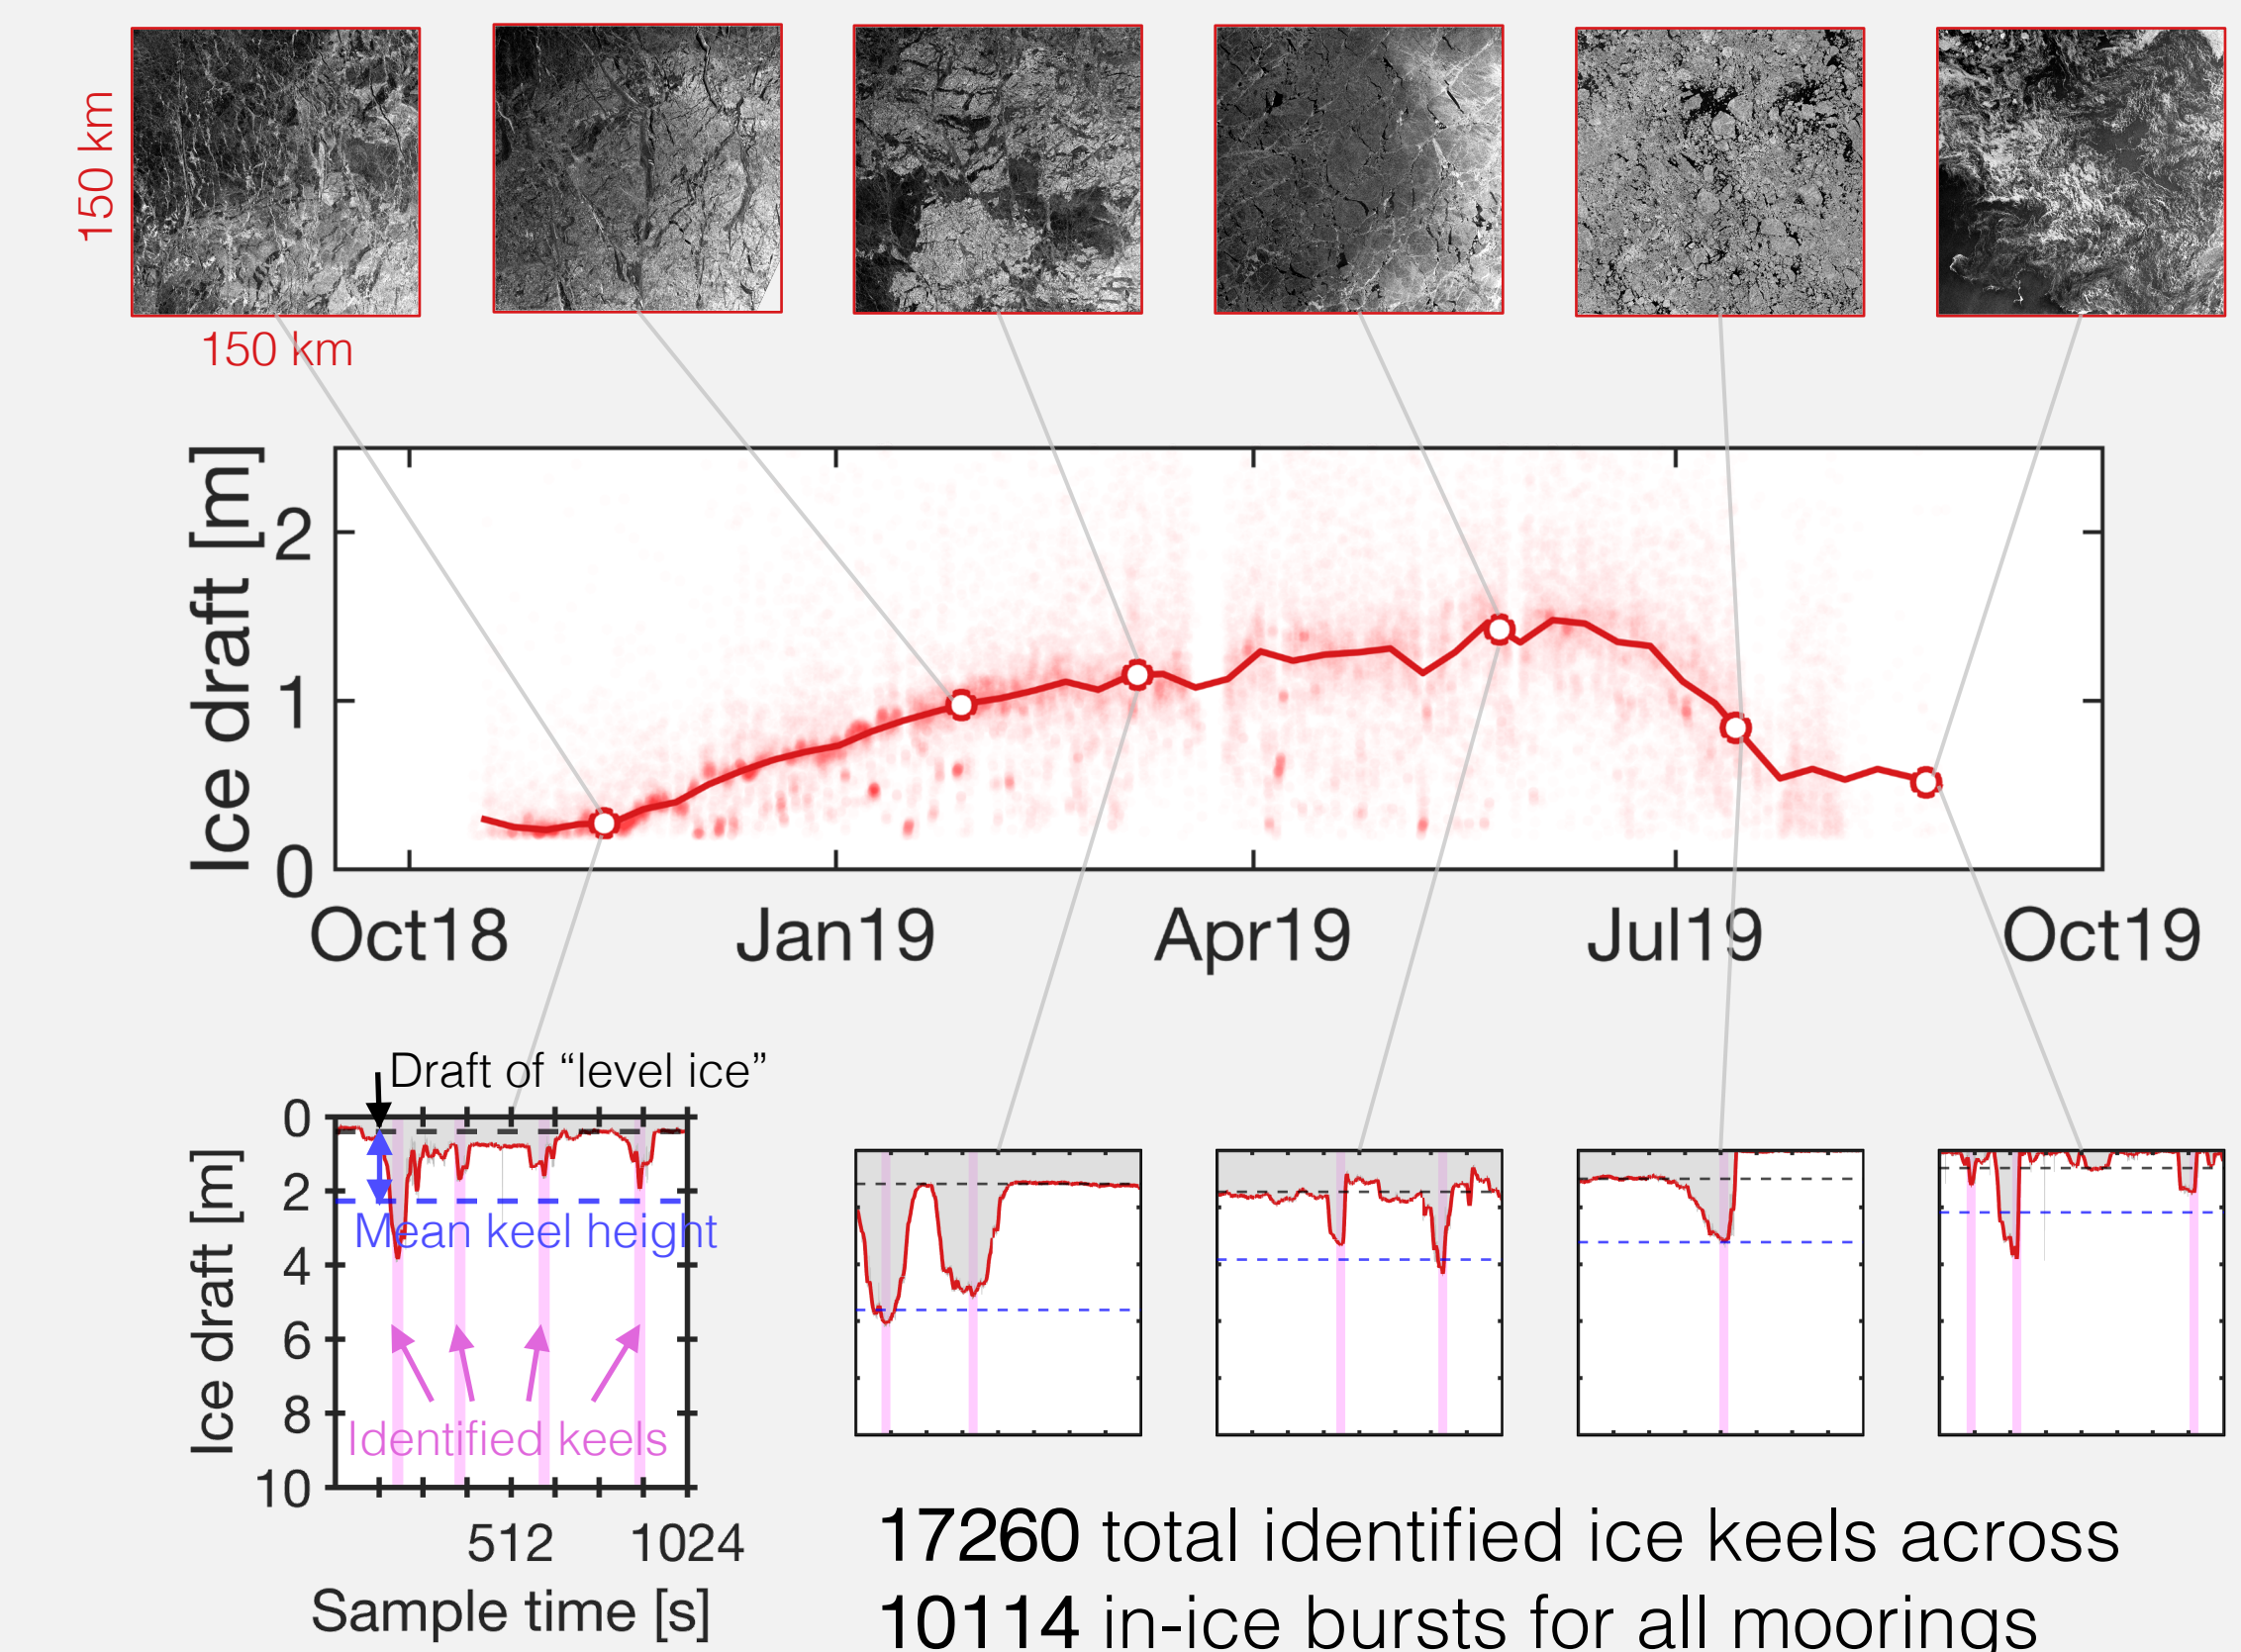 150 km
150 km
Ice draft [m]
2
1
0
Oct18 Jan19 Apr19 Jul19 Oct19
Draft of “level ice”
Ice draft [m]
0
2
Mean keel height
4
6
8
Identified keels
10
512 1024
Sample time [s]
17260 total identified ice keels across
10114 in-ice bursts for all moorings